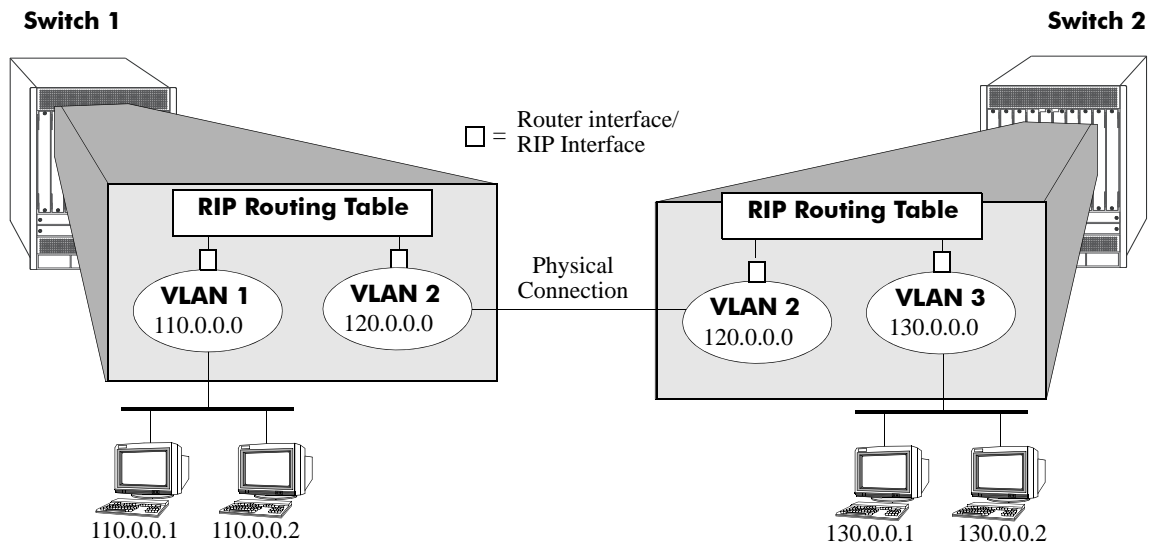 Switch 1
Switch 2
= Router interface/
RIP Interface
RIP Routing Table
VLAN 1
110.0.0.0
VLAN 2
120.0.0.0
Physical
Connection
RIP Routing Table
VLAN 2
120.0.0.0
VLAN 3
130.0.0.0
110.0.0.1
110.0.0.2
130.0.0.1
130.0.0.2